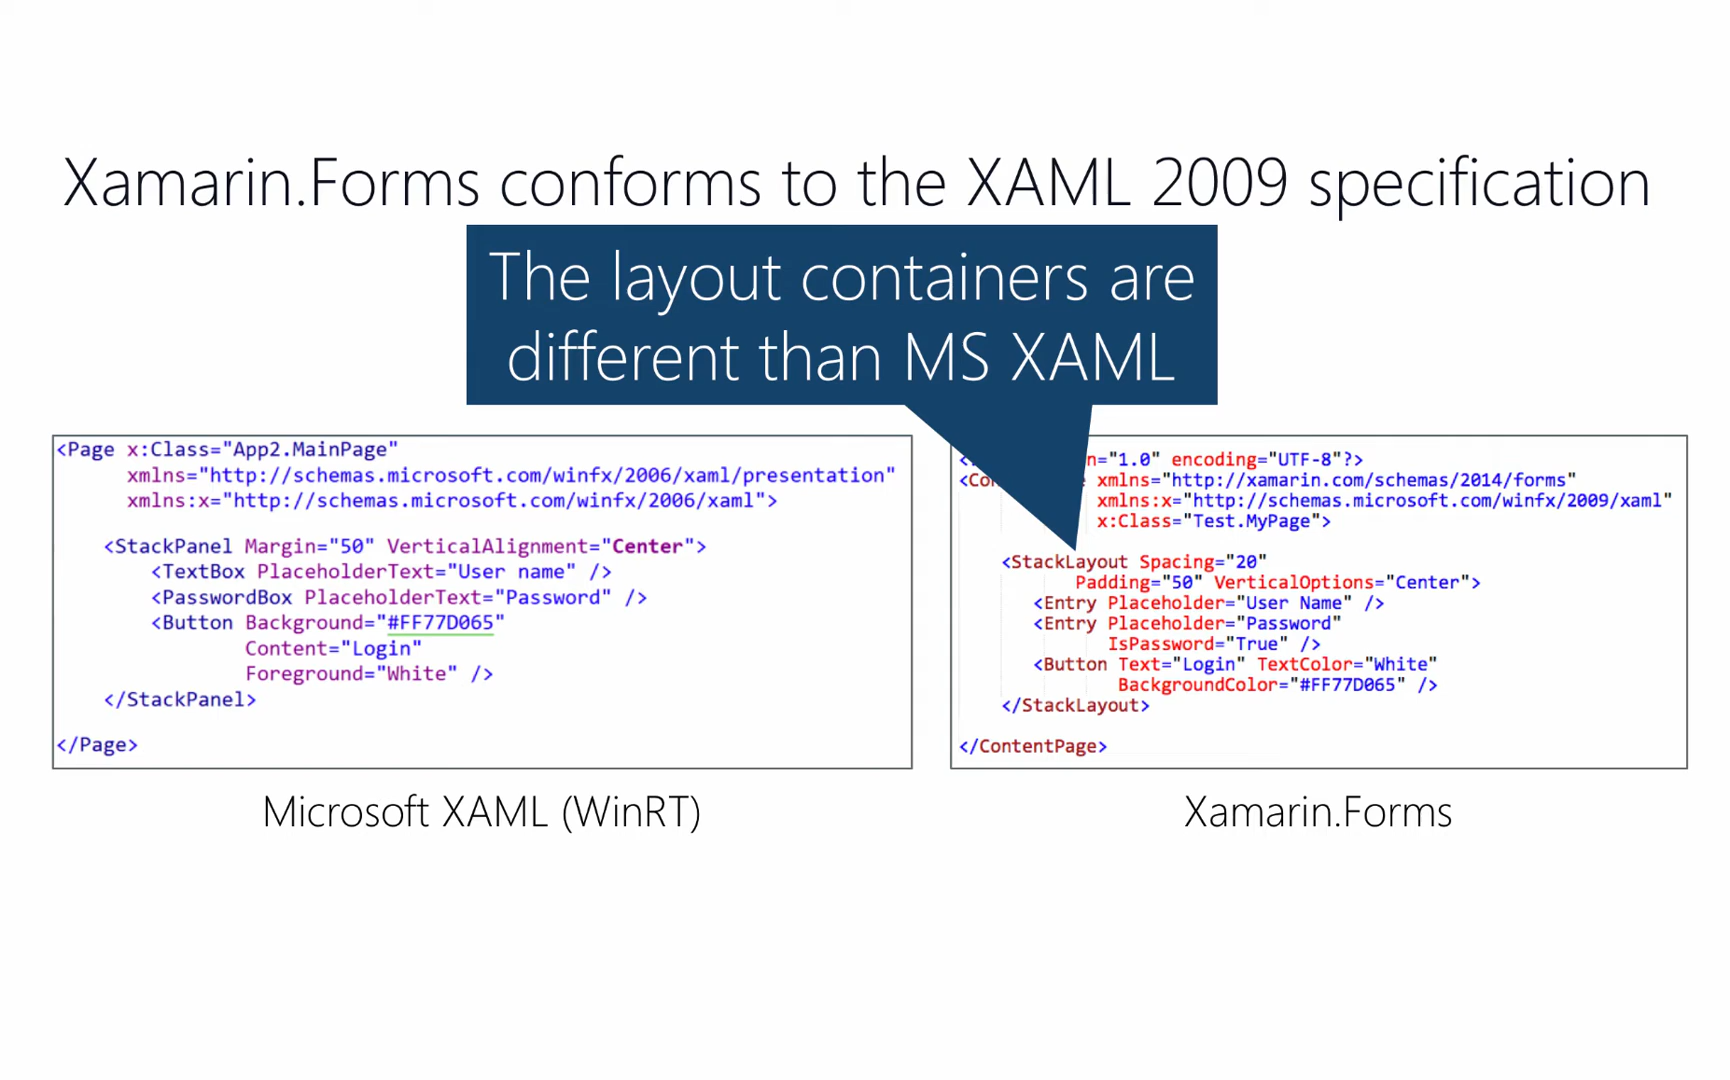 Xamarin.Forms conforms to the XAML 2009 specification
The layout containers are
different than MS XAML
<Page x:Class="App2.MainPage"
xmlns="http://schemas.microsoft.com/winfx/2006/xaml/presentation"
xmlns:x="http://schemas.microsoft.com/winfx/2006/xaml">
<StackPanel Margin="50" VerticalAlignment="Center">
<TextBox PlaceholderText="User name" />
<PasswordBox PlaceholderText="Password" />
<Button Background="#FF77D065"
Content="Login"
Foreground="White" />
</StackPanel>
</Page>
Microsoft XAML (WinRT)
="1.0" encoding="UTF-8"?>
xmlns="http://xamarin.com/schemas/2014/forms"
xmlns:x="http://schemas.microsoft.com/winfx/2009/xaml"
x:Class="Test.MyPage">
<StackLayout Spacing="20"
Padding="50" VerticalOptions="Center">
<Entry Placeholder="User Name" />
<Entry Placeholder="Password"
IsPassword="True" />
<Button Text="Login" TextColor="White"
BackgroundColor="#FF77D065" />
</StackLayout>
</ContentPage>
Xamarin.Forms